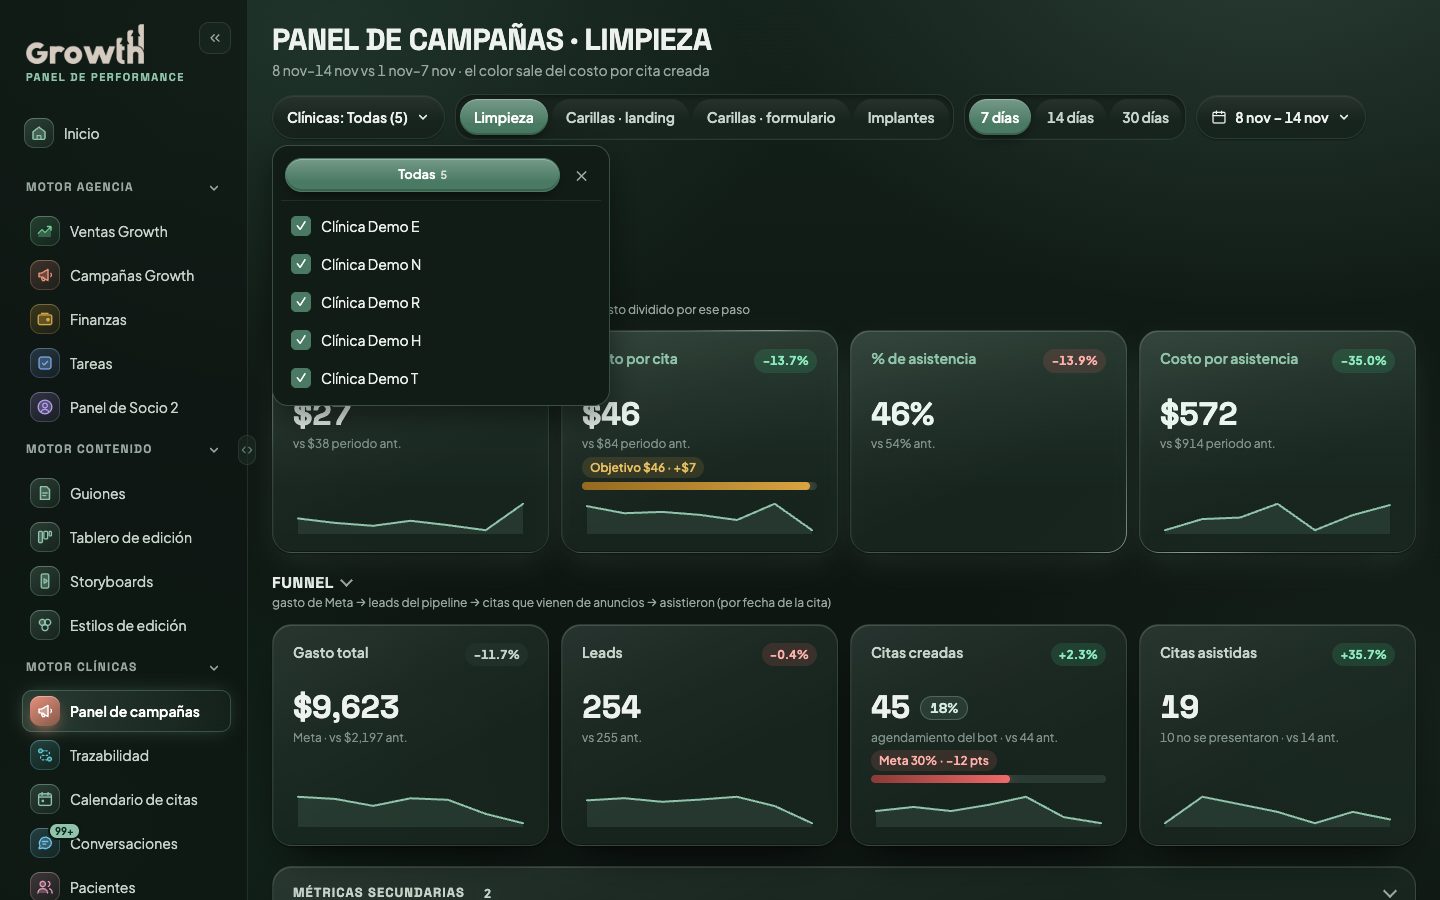 Growth
PANEL DE PERFORMANCE
Inicio
MOTOR AGENCIA
Ventas Growth
Campañas Growth
Finanzas
Tareas
Panel de Socio 2
MOTOR CONTENIDO
Guiones
Tablero de edición
Storyboards
Estilos de edición
MOTOR CLÍNICAS
Panel de campañas
Trazabilidad
Calendario de citas
99+
Conversaciones
Pacientes
PANEL DE CAMPAÑAS · LIMPIEZA
8 nov–14 nov vs 1 nov–7 nov · el color sale del costo por cita creada
Clínicas: Todas (5)
Limpieza
Carillas · landing
Carillas · formulario
Implantes
7 días
14 días
30 días
8 nov – 14 nov
Todas 5
Clínica Demo E
Clínica Demo N
Clínica Demo R
Clínica Demo H
Clínica Demo T
dividido por ese paso
$27
vs $38 periodo ant.
por cita
-13.7%
$46
vs $84 periodo ant.
Objetivo $46 · +$7
% de asistencia
-13.9%
46%
vs 54% ant.
Costo por asistencia
-35.0%
$572
vs $914 periodo ant.
FUNNEL
gasto de Meta → leads del pipeline → citas que vienen de anuncios → asistieron (por fecha de la cita)
Gasto total
-11.7%
$9,623
Meta · vs $2,197 ant.
Leads
-0.4%
254
vs 255 ant.
Citas creadas
+2.3%
45 18%
agendamiento del bot · vs 44 ant.
Meta 30% · -12 pts
Citas asistidas
+35.7%
19
10 no se presentaron · vs 14 ant.
MÉTRICAS SECUNDARIAS 2